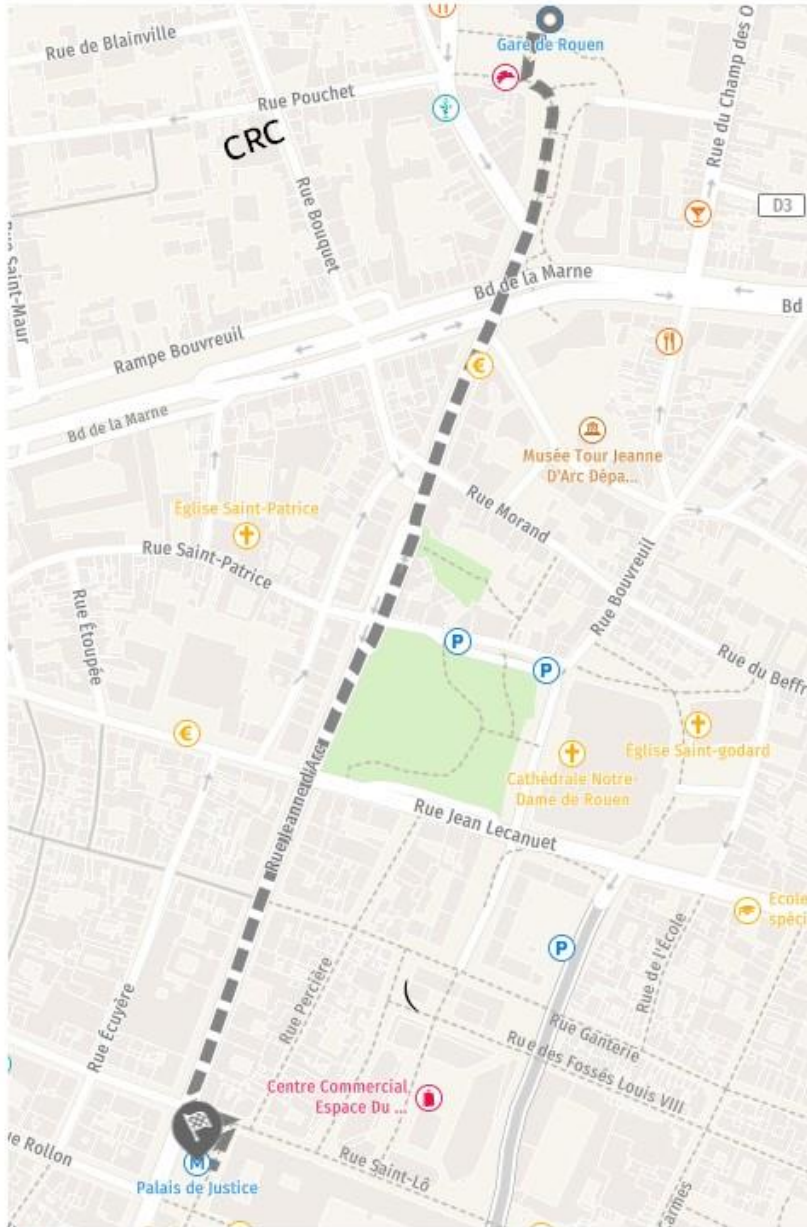 Rue de Blainville
Gare de Rouen
Rue Pouchet
CRC
Rue du Champ des O
Rue Bouquet
D3
Rue Saint-Maur
Bd de la Marne
Bd
Rampe Bouvreuil
€
Bd de la Marne
Musée Tour Jeanne
D'Arc Dépa...
Église Saint-Patrice
Rue Morand
Rue Saint-Patrice
Rue Bouvreuil
Rue Étoupée
P
P
Rue du Beffr
€
Église Saint-godard
Cathédrale Notre-
Dame de Rouen
Rue Jeanne d'Arc
Rue Jean Lecanuet
École
spéci
P
Rue de l'École
Rue Percière
(
Rue Écuyère
Rue Ganterie
Rue des Fossés Louis VIII
Centre Commercial
Espace Du ...
ue Rollon
M
Palais de Justice
Rue Saint-Lô
armes